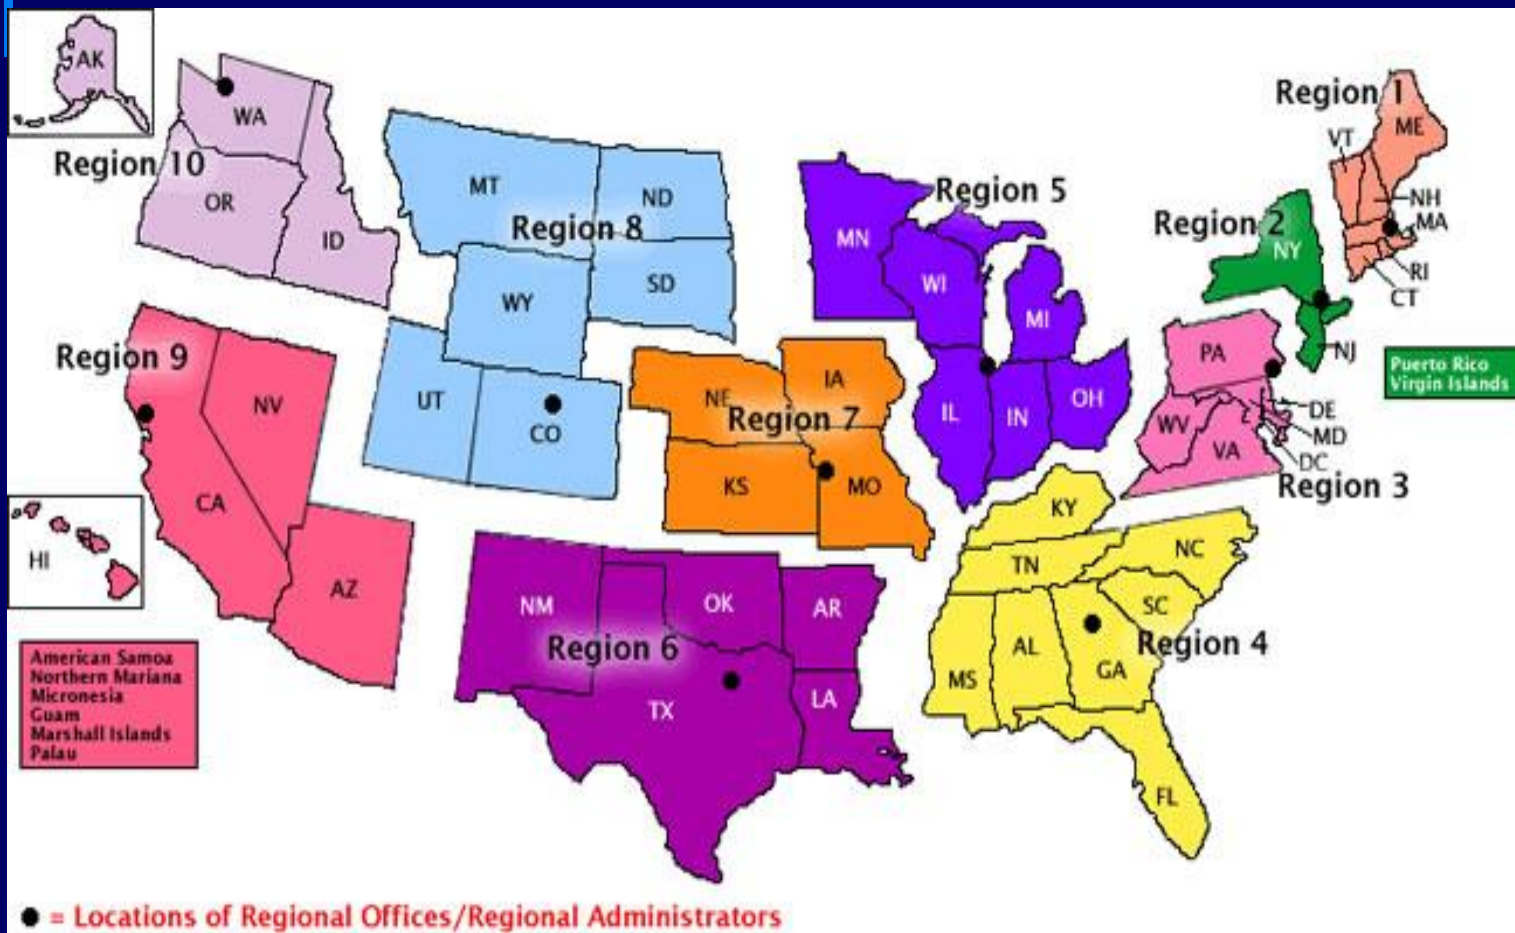 AK
WA
Region 10
OR
ID
MT
ND
Region 8
WY
SD
UT
CO
Region 9
NV
CA
AZ
HI
American Samoa
Northern Mariana
Micronesia
Guam
Marshall Islands
Palau
NE
IA
Region 7
KS
MO
NM
OK
AR
Region 6
TX
LA
Region 5
MN
WI
MI
IL
IN
OH
KY
TN
NC
SC
Region 4
MS
AL
GA
FL
Region 1
ME
VT
NH
MA
RI
CT
Region 2
NY
NJ
Puerto Rico
Virgin Islands
PA
WV
VA
DE
MD
DC
Region 3
= Locations of Regional Offices/Regional Administrators